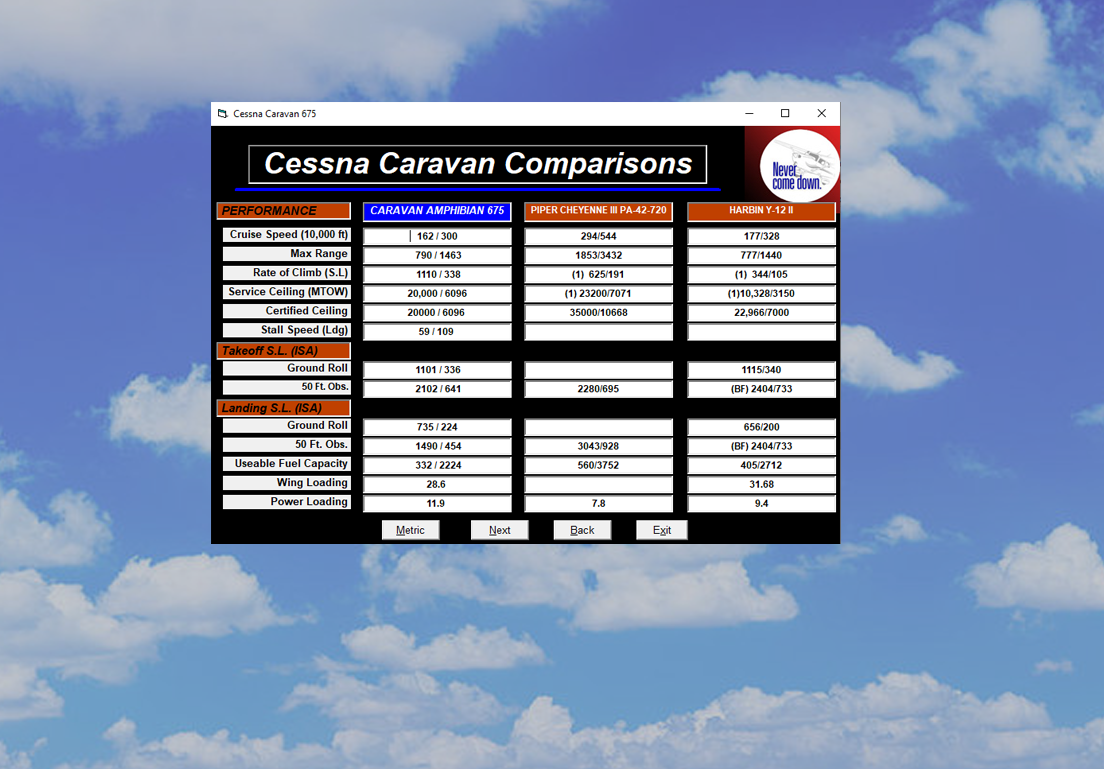 Cessna Caravan 675
Cessna Caravan Comparisons
Never
come down.
PERFORMANCE CARAVAN AMPHIBIAN 675 PIPER CHEYENNE III PA-42-720 HARBIN Y-12 II
Cruise Speed (10,000 ft) 162 / 300 294/544 177/328
Max Range 790 / 1463 1853/3432 777/1440
Rate of Climb (S.L) 1110 / 338 (1) 625/191 (1) 344/105
Service Ceiling (MTOW) 20,000 / 6096 (1) 23200/7071 (1)10,328/3150
Certified Ceiling 20000 / 6096 35000/10668 22,966/7000
Stall Speed (Ldg) 59 / 109
Takeoff S.L. (ISA)
Ground Roll 1101 / 336 1115/340
50 Ft. Obs. 2102 / 641 2280/695 (BF) 2404/733
Landing S.L. (ISA)
Ground Roll 735 / 224 656/200
50 Ft. Obs. 1490 / 454 3043/928 (BF) 2404/733
Useable Fuel Capacity 332 / 2224 560/3752 405/2712
Wing Loading 28.6 31.68
Power Loading 11.9 7.8 9.4
Metric Next Back Exit